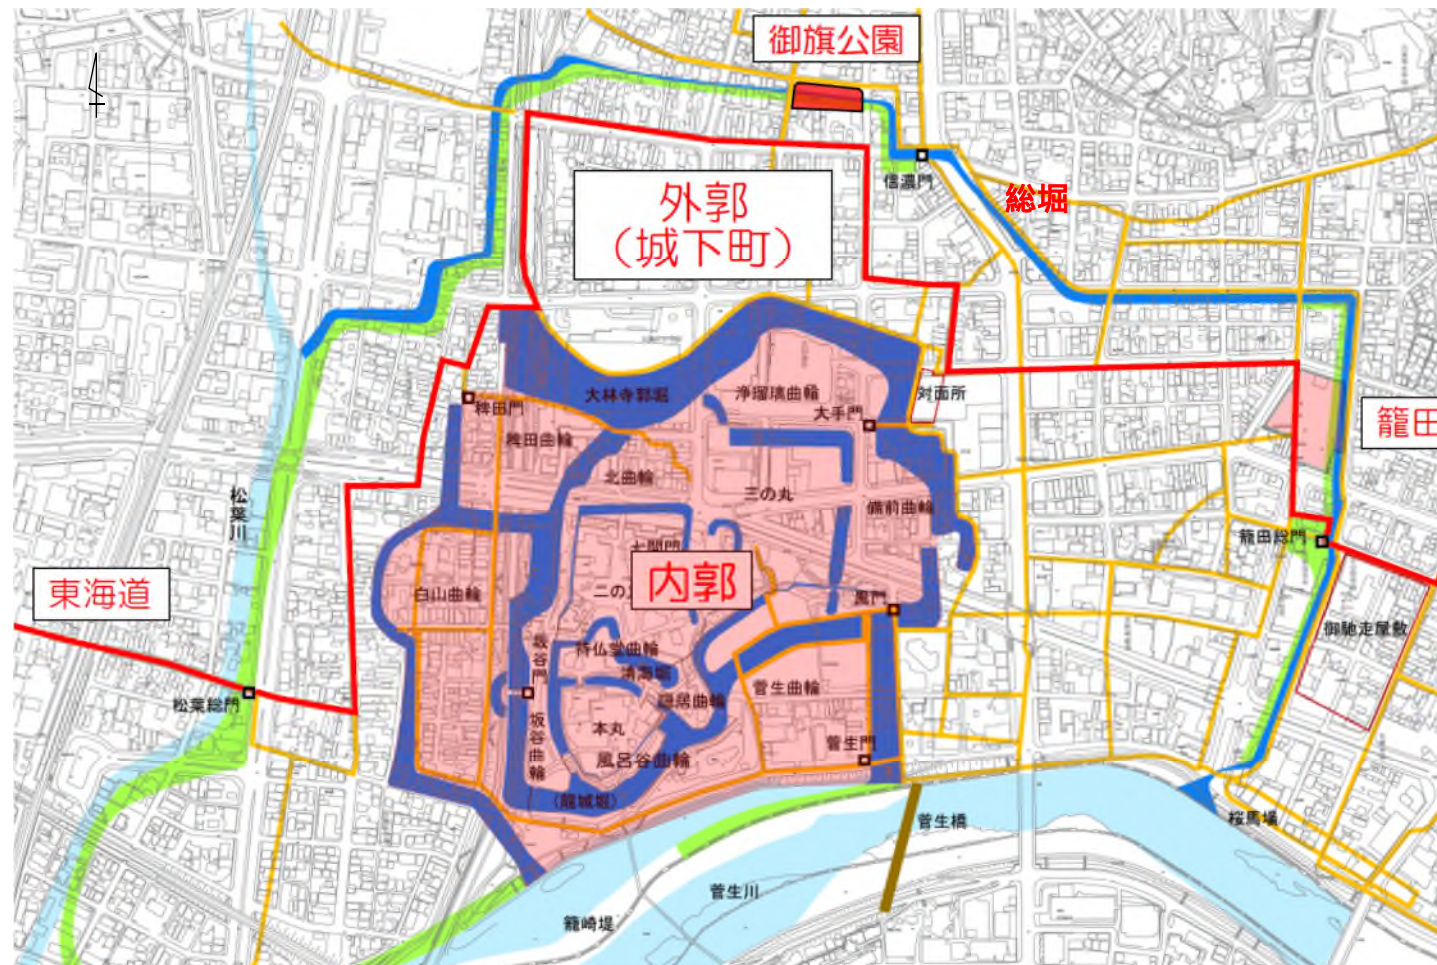 御旗公園
信濃門
外郭
（城下町）
総堀
大林寺郭堀
浄瑠璃曲輪
対面所
大手門
稗田門
稗田曲輪
籠田
北曲輪
三の丸
備前曲輪
松葉川
七間門
籠田総門
内郭
東海道
白山曲輪
二の丸
黒門
御馳走屋敷
坂谷門
持仏堂曲輪
清海堀
隠居曲輪
菅生曲輪
松葉総門
坂谷曲輪
本丸
菅生門
風呂谷曲輪
（龍城堀）
菅生橋
桜馬場
菅生川
籠崎堤